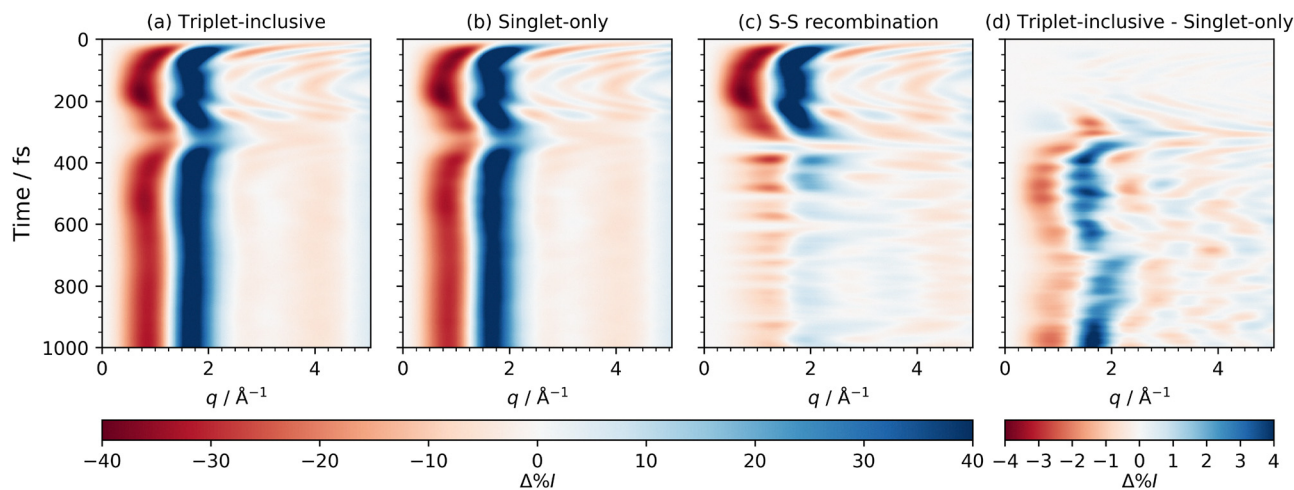 (a) Triplet-inclusive
(b) Singlet-only
(c) S-S recombination
(d) Triplet-inclusive - Singlet-only
Time / fs
0
200
400
600
800
1000
0 2 4
0 2 4
0 2 4
0 2 4
q / Å⁻¹
q / Å⁻¹
q / Å⁻¹
q / Å⁻¹
−40 −30 −20 −10 0 10 20 30 40
Δ%I
−4 −3 −2 −1 0 1 2 3 4
Δ%I